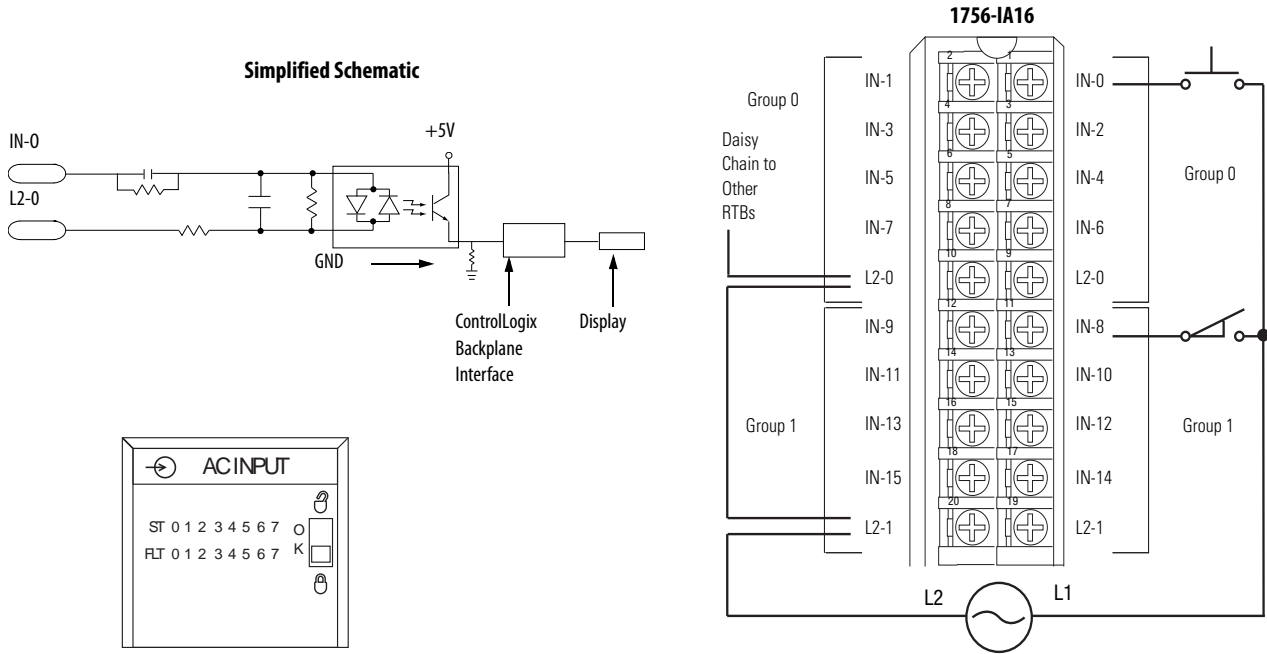 1756-IA16
Simplified Schematic
IN-0
L2-0
+5V
GND
ControlLogix
Backplane
Interface
Display
AC INPUT
ST 0 1 2 3 4 5 6 7
FLT 0 1 2 3 4 5 6 7
O
K
Group 0
Daisy
Chain to
Other
RTBs
Group 1
IN-1
IN-3
IN-5
IN-7
L2-0
IN-9
IN-11
IN-13
IN-15
L2-1
2 1
4 3
6 5
8 7
10 9
12 11
14 13
16 15
18 17
20 19
IN-0
IN-2
IN-4
IN-6
L2-0
IN-8
IN-10
IN-12
IN-14
L2-1
Group 0
Group 1
L2 L1